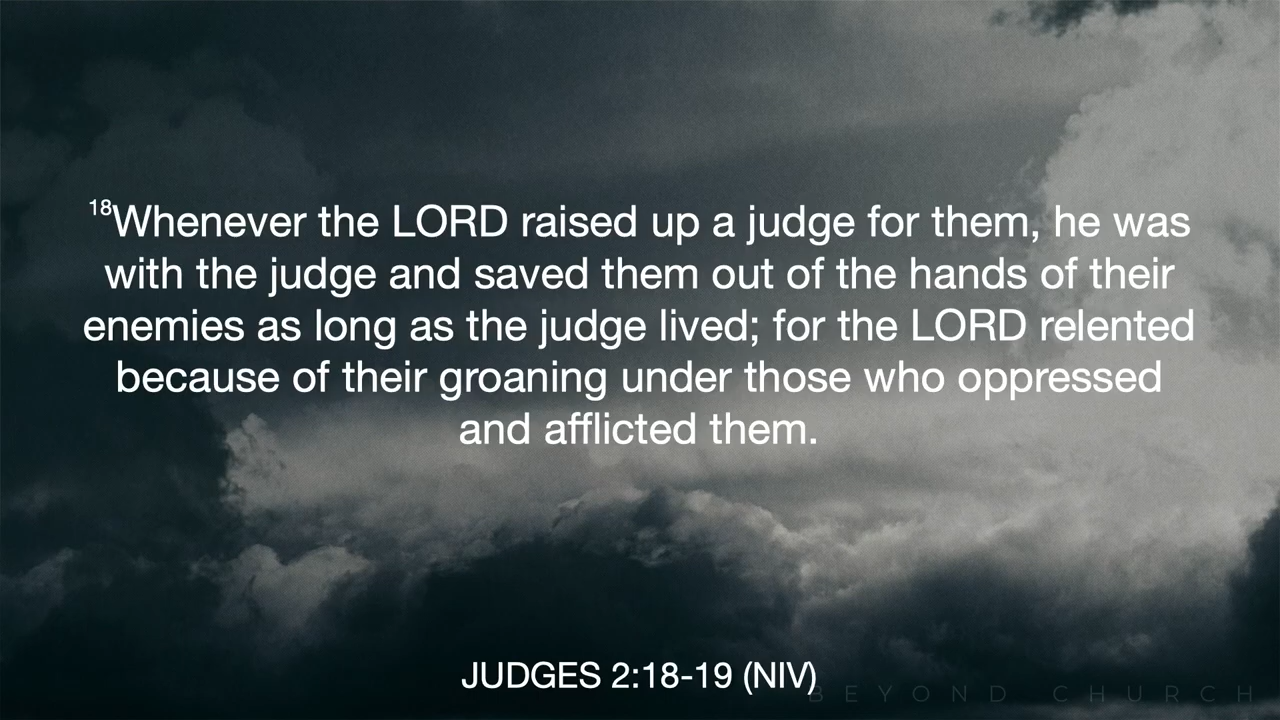 ¹⁸Whenever the LORD raised up a judge for them, he was
with the judge and saved them out of the hands of their
enemies as long as the judge lived; for the LORD relented
because of their groaning under those who oppressed
and afflicted them.
JUDGES 2:18-19 (NIV)
BEYOND CHURCH